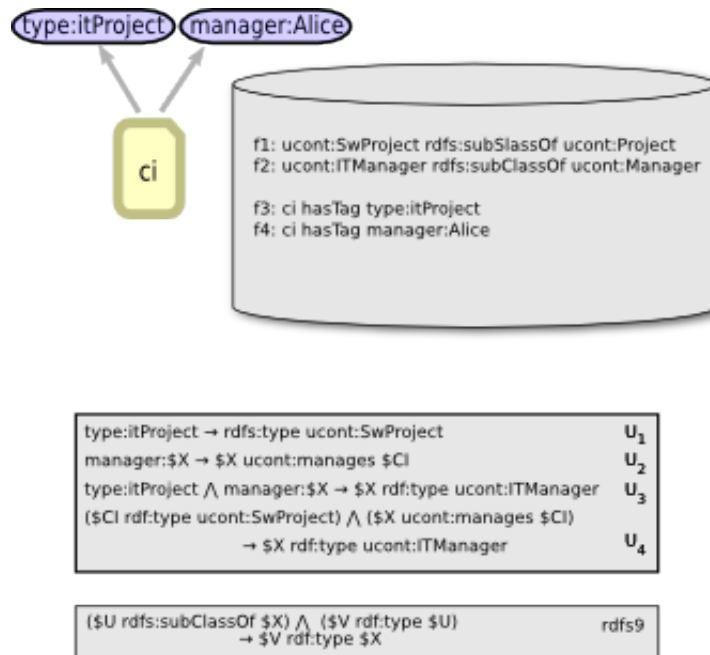 type:itProject manager:Alice
ci
f1: ucont:SwProject rdfs:subSlassOf ucont:Project
f2: ucont:ITManager rdfs:subClassOf ucont:Manager
f3: ci hasTag type:itProject
f4: ci hasTag manager:Alice
type:itProject → rdfs:type ucont:SwProject U1
manager:$X → $X ucont:manages $CI U2
type:itProject ⋀ manager:$X → $X rdf:type ucont:ITManager U3
($CI rdf:type ucont:SwProject) ⋀ ($X ucont:manages $CI)
→ $X rdf:type ucont:ITManager U4
($U rdfs:subClassOf $X) ⋀ ($V rdf:type $U) rdfs9
→ $V rdf:type $X